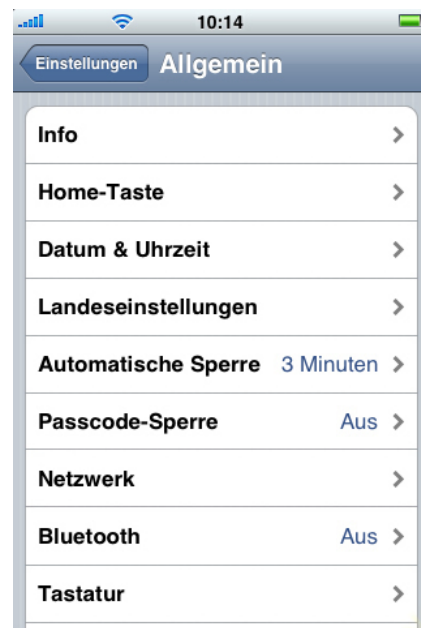 10:14
Einstellungen Allgemein
Info
Home-Taste
Datum & Uhrzeit
Landeseinstellungen
Automatische Sperre 3 Minuten
Passcode-Sperre Aus
Netzwerk
Bluetooth Aus
Tastatur